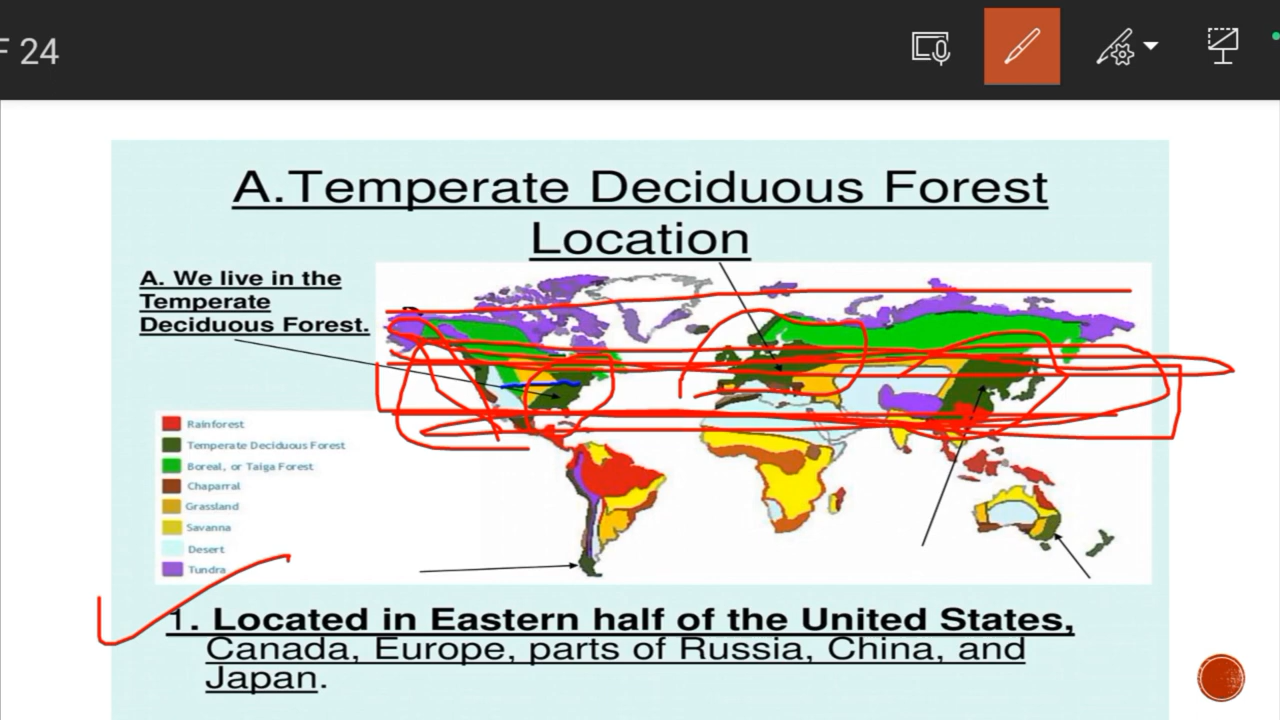 F 24
A.Temperate Deciduous Forest
Location
A. We live in the
Temperate
Deciduous Forest.
Rainforest
Temperate Deciduous Forest
Boreal, or Taiga Forest
Chaparral
Grassland
Savanna
Desert
Tundra
1. Located in Eastern half of the United States,
Canada, Europe, parts of Russia, China, and
Japan.